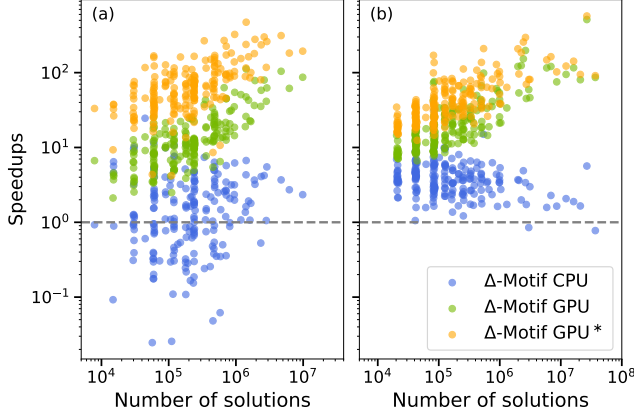 (a)
(b)
Speedups
10²
10¹
10⁰
10⁻¹
Δ-Motif CPU
Δ-Motif GPU
Δ-Motif GPU*
10⁴ 10⁵ 10⁶ 10⁷
10⁴ 10⁵ 10⁶ 10⁷ 10⁸
Number of solutions
Number of solutions